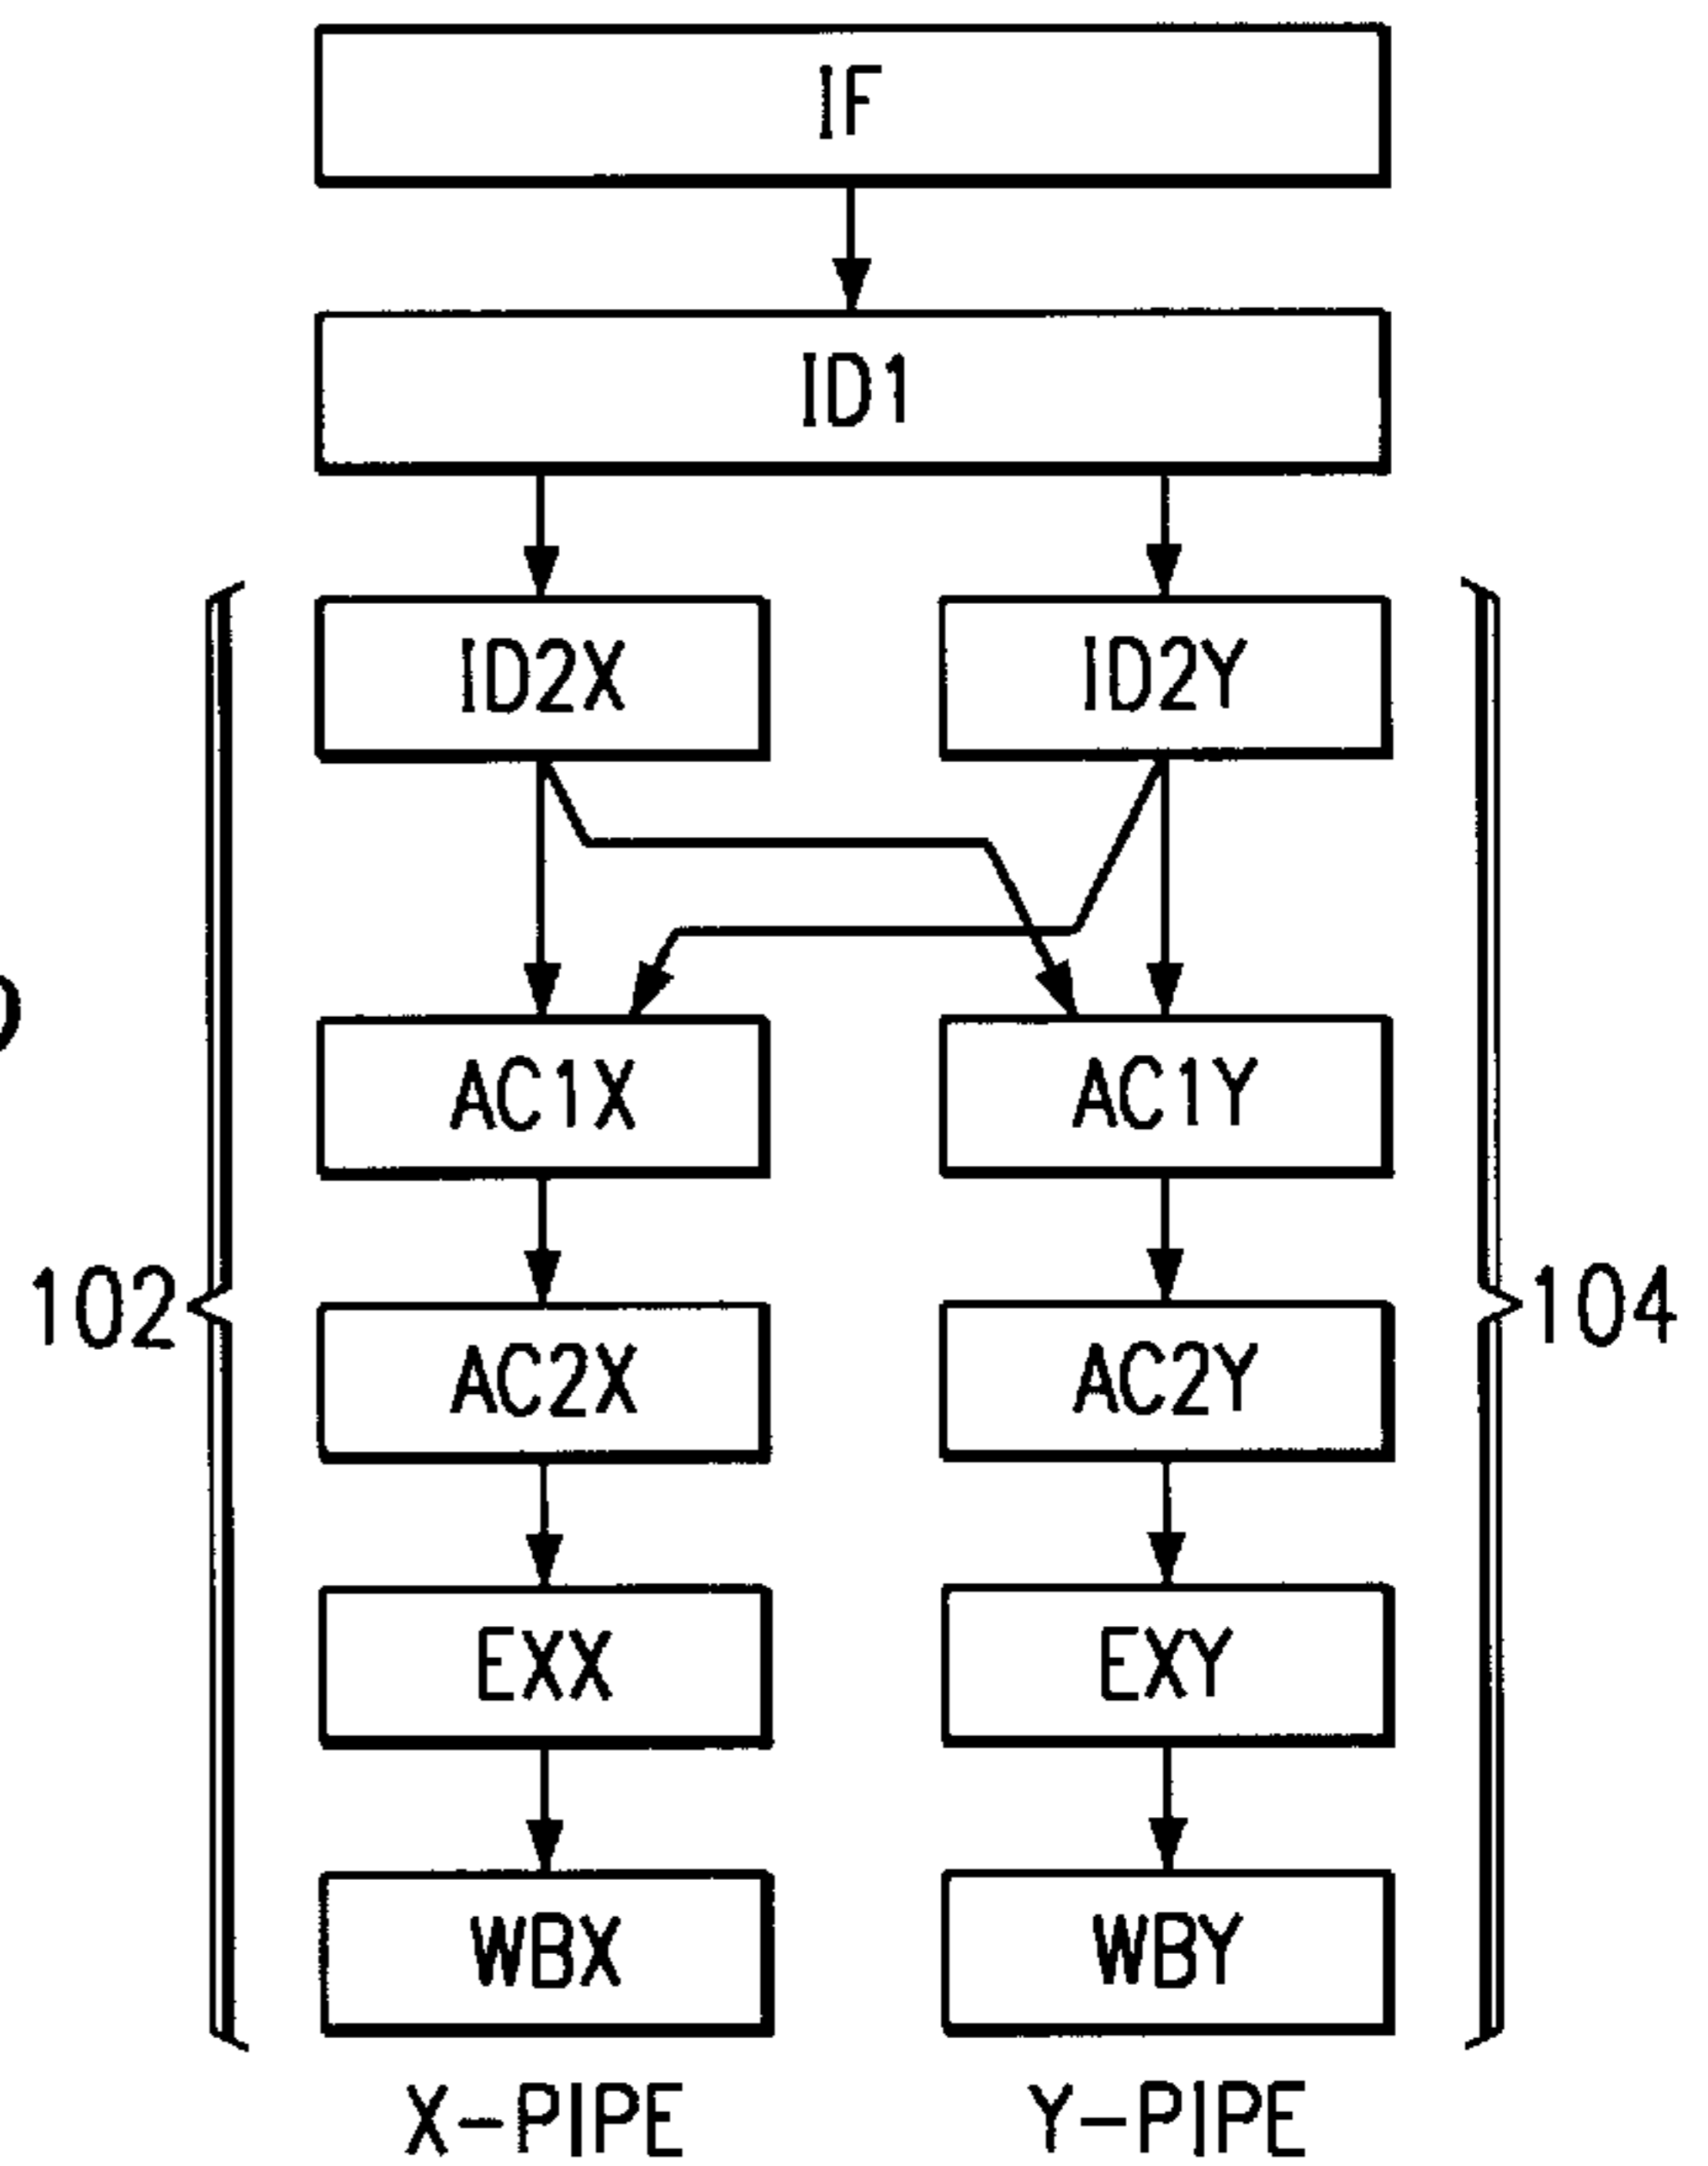 IF
ID1
ID2X ID2Y
AC1X AC1Y
102 104
AC2X AC2Y
EXX EXY
WBX WBY
X-PIPE Y-PIPE